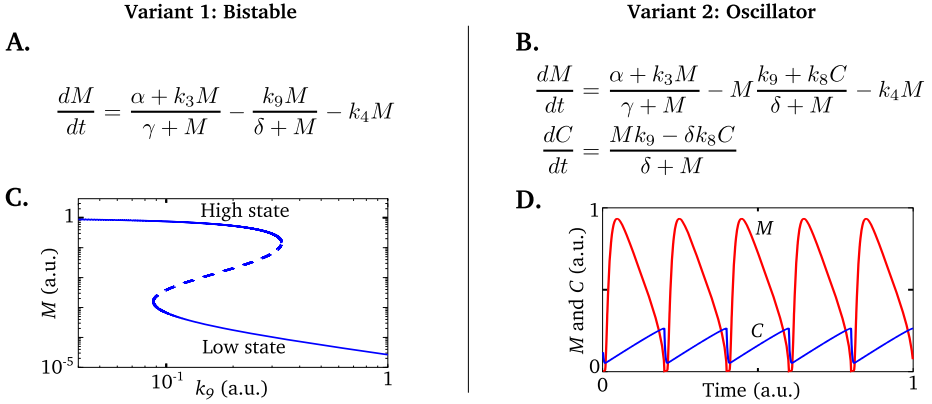 Variant 1: Bistable
A.
dM/dt = (α + k₃M)/(γ + M) − k₉M/(δ + M) − k₄M
C.
1
High state
M (a.u.)
Low state
10⁻⁵
10⁻¹
1
k₉ (a.u.)
Variant 2: Oscillator
B.
dM/dt = (α + k₃M)/(γ + M) − M (k₉ + k₈C)/(δ + M) − k₄M
dC/dt = (Mk₉ − δk₈C)/(δ + M)
D.
1
M
M and C (a.u.)
C
0
0
1
Time (a.u.)